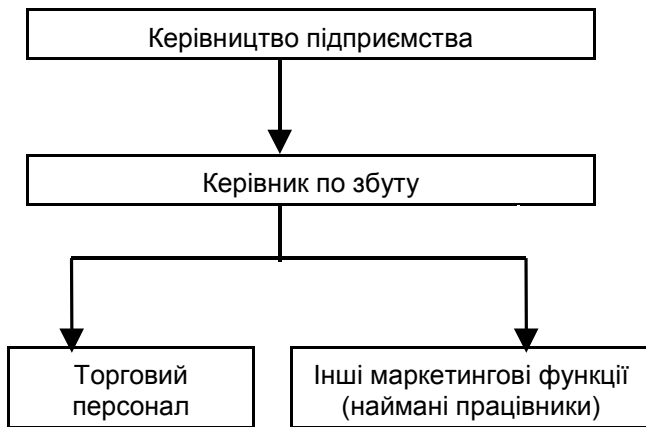 Керівництво підприємства
Керівник по збуту
Торговий
персонал
Інші маркетингові функції
(наймані працівники)